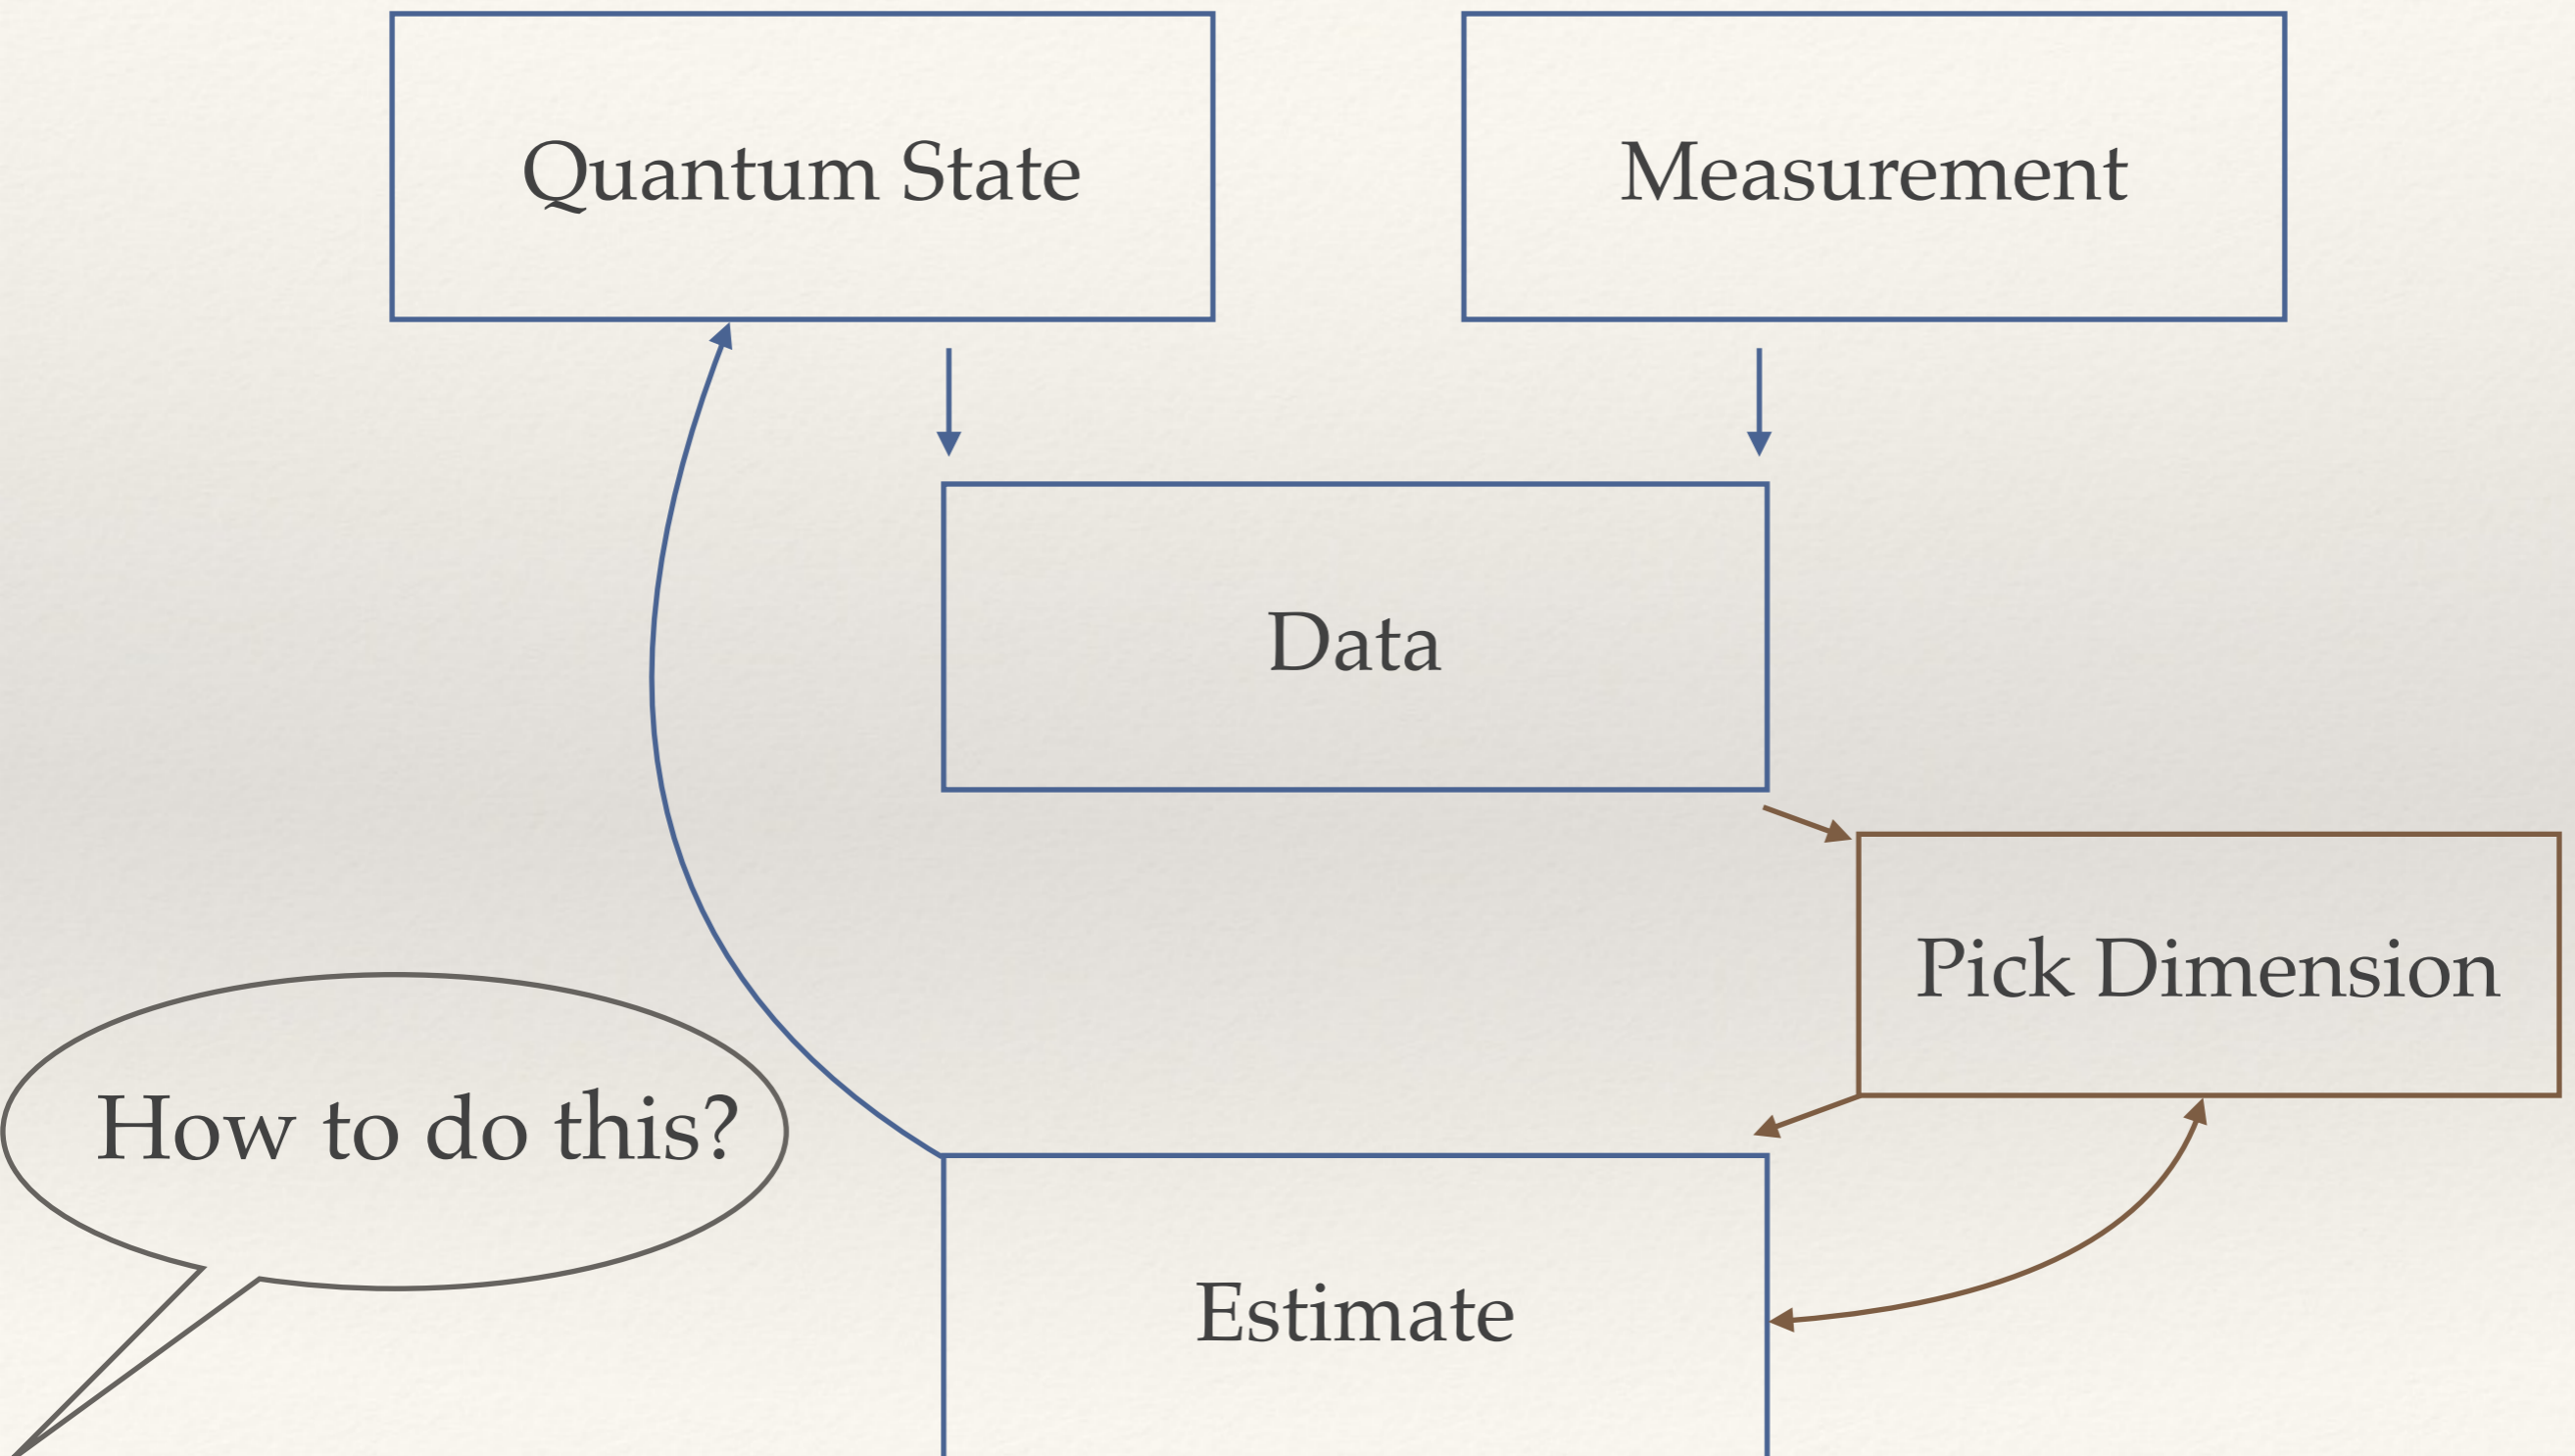 Quantum State
Measurement
Data
Pick Dimension
How to do this?
Estimate